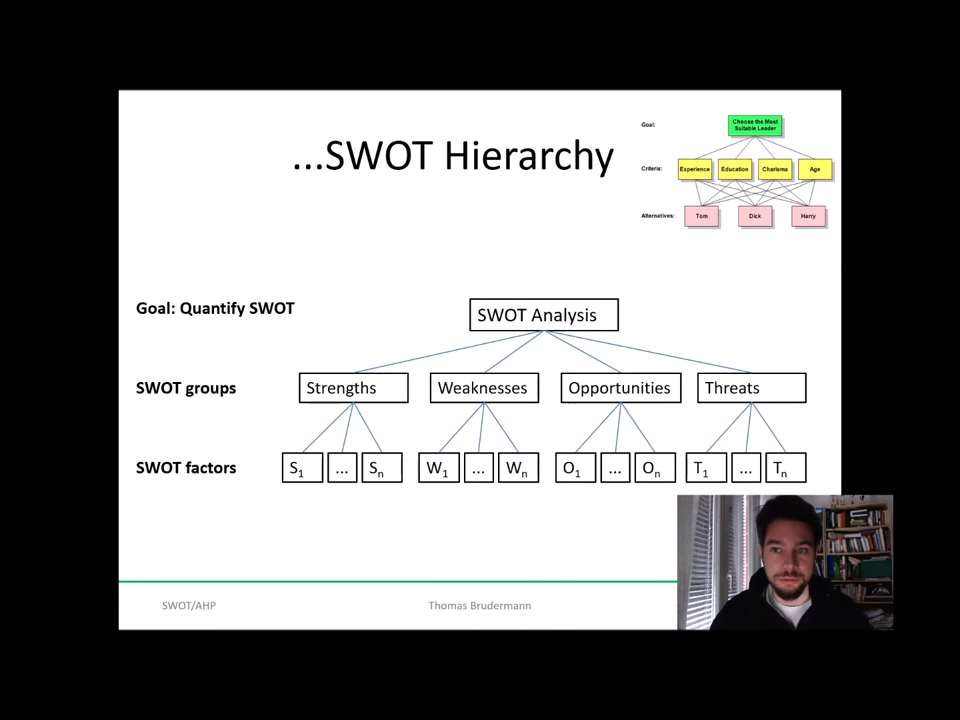 ...SWOT Hierarchy
Goal:
Choose the Most
Suitable Leader
Criteria:
Experience
Education
Charisma
Age
Alternatives:
Tom
Dick
Harry
Goal: Quantify SWOT
SWOT Analysis
SWOT groups
Strengths
Weaknesses
Opportunities
Threats
SWOT factors
S1
...
Sn
W1
...
Wn
O1
...
On
T1
...
Tn
SWOT/AHP
Thomas Brudermann